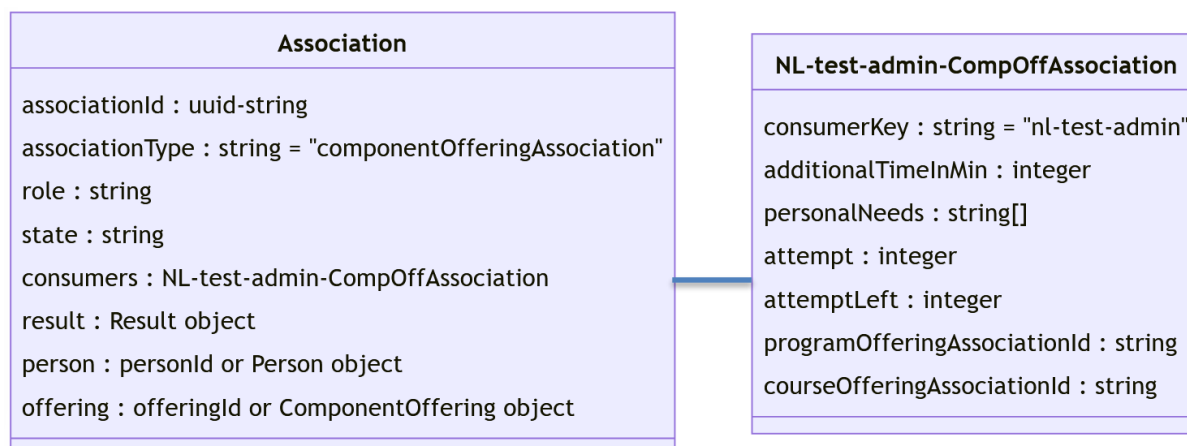 Association
associationId : uuid-string
associationType : string = "componentOfferingAssociation"
role : string
state : string
consumers : NL-test-admin-CompOffAssociation
result : Result object
person : personId or Person object
offering : offeringId or ComponentOffering object
NL-test-admin-CompOffAssociation
consumerKey : string = "nl-test-admin"
additionalTimeInMin : integer
personalNeeds : string[]
attempt : integer
attemptLeft : integer
programOfferingAssociationId : string
courseOfferingAssociationId : string